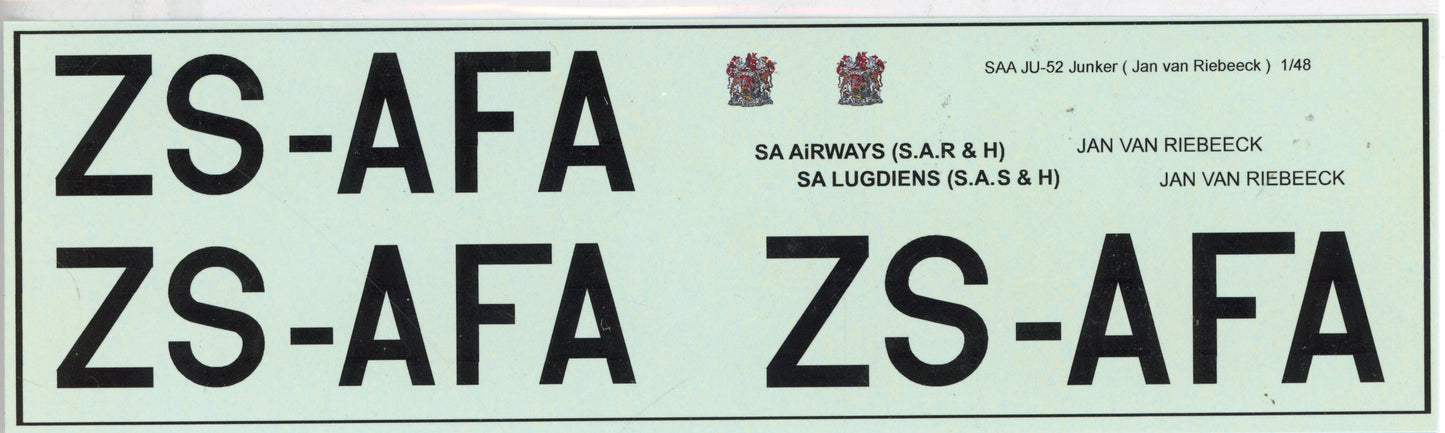 ZS-AFA
SAA JU-52 Junker ( Jan van Riebeeck ) 1/48
SA AiRWAYS (S.A.R & H)
JAN VAN RIEBEECK
SA LUGDIENS (S.A.S & H)
JAN VAN RIEBEECK
ZS-AFA
ZS-AFA